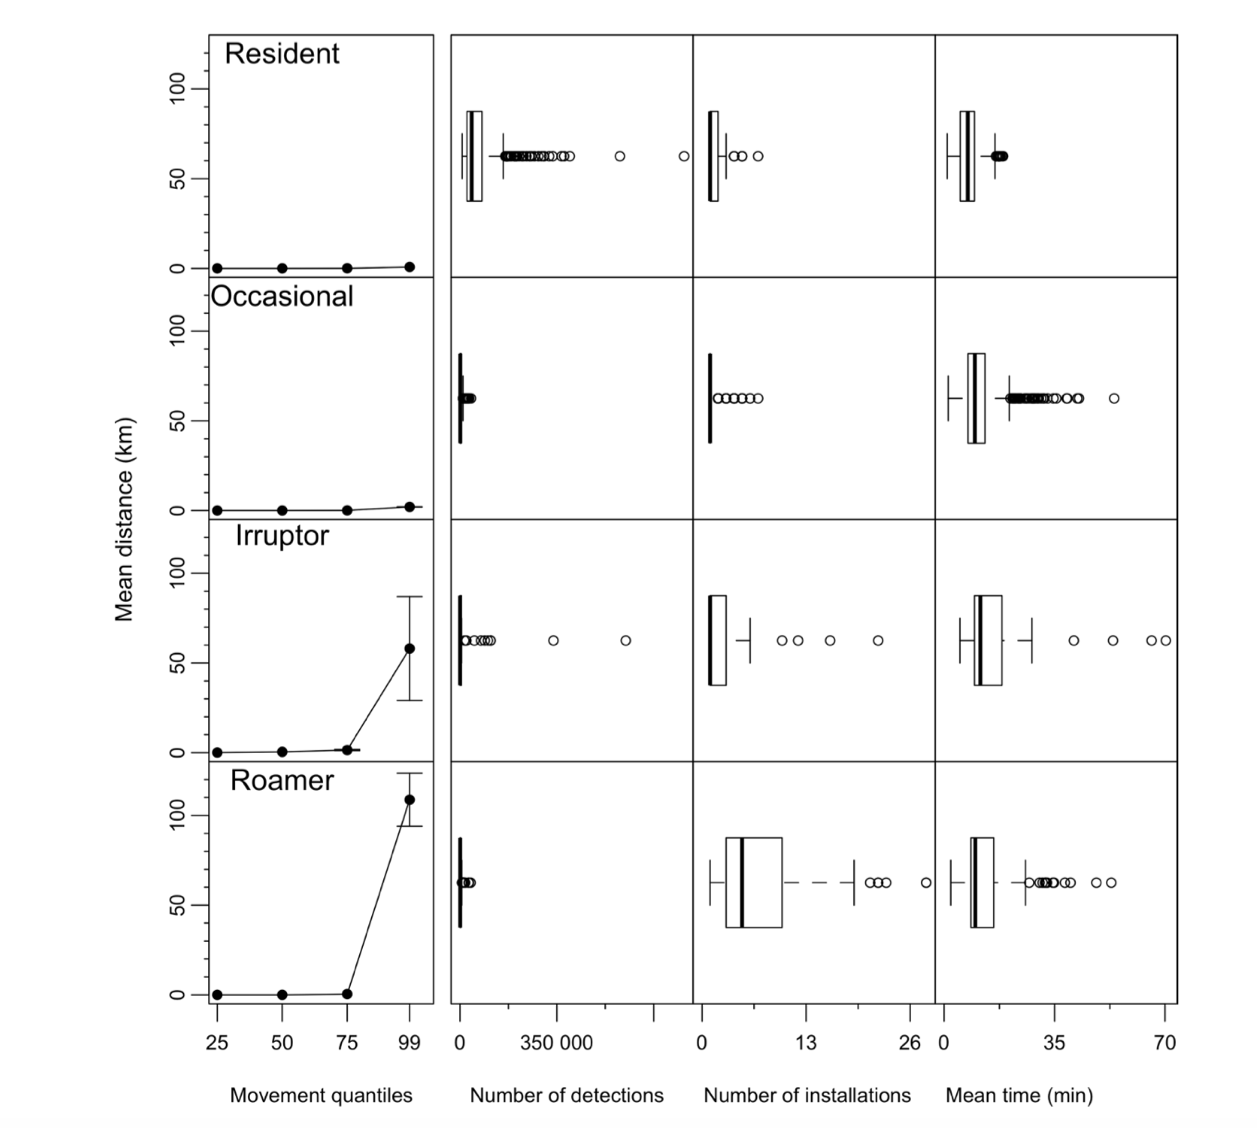 Resident
100
50
0
Occasional
100
50
0
Irruptor
100
50
0
Roamer
100
50
0
Mean distance (km)
25 50 75 99 0 350 000 0 13 26 0 35 70
Movement quantiles Number of detections Number of installations Mean time (min)